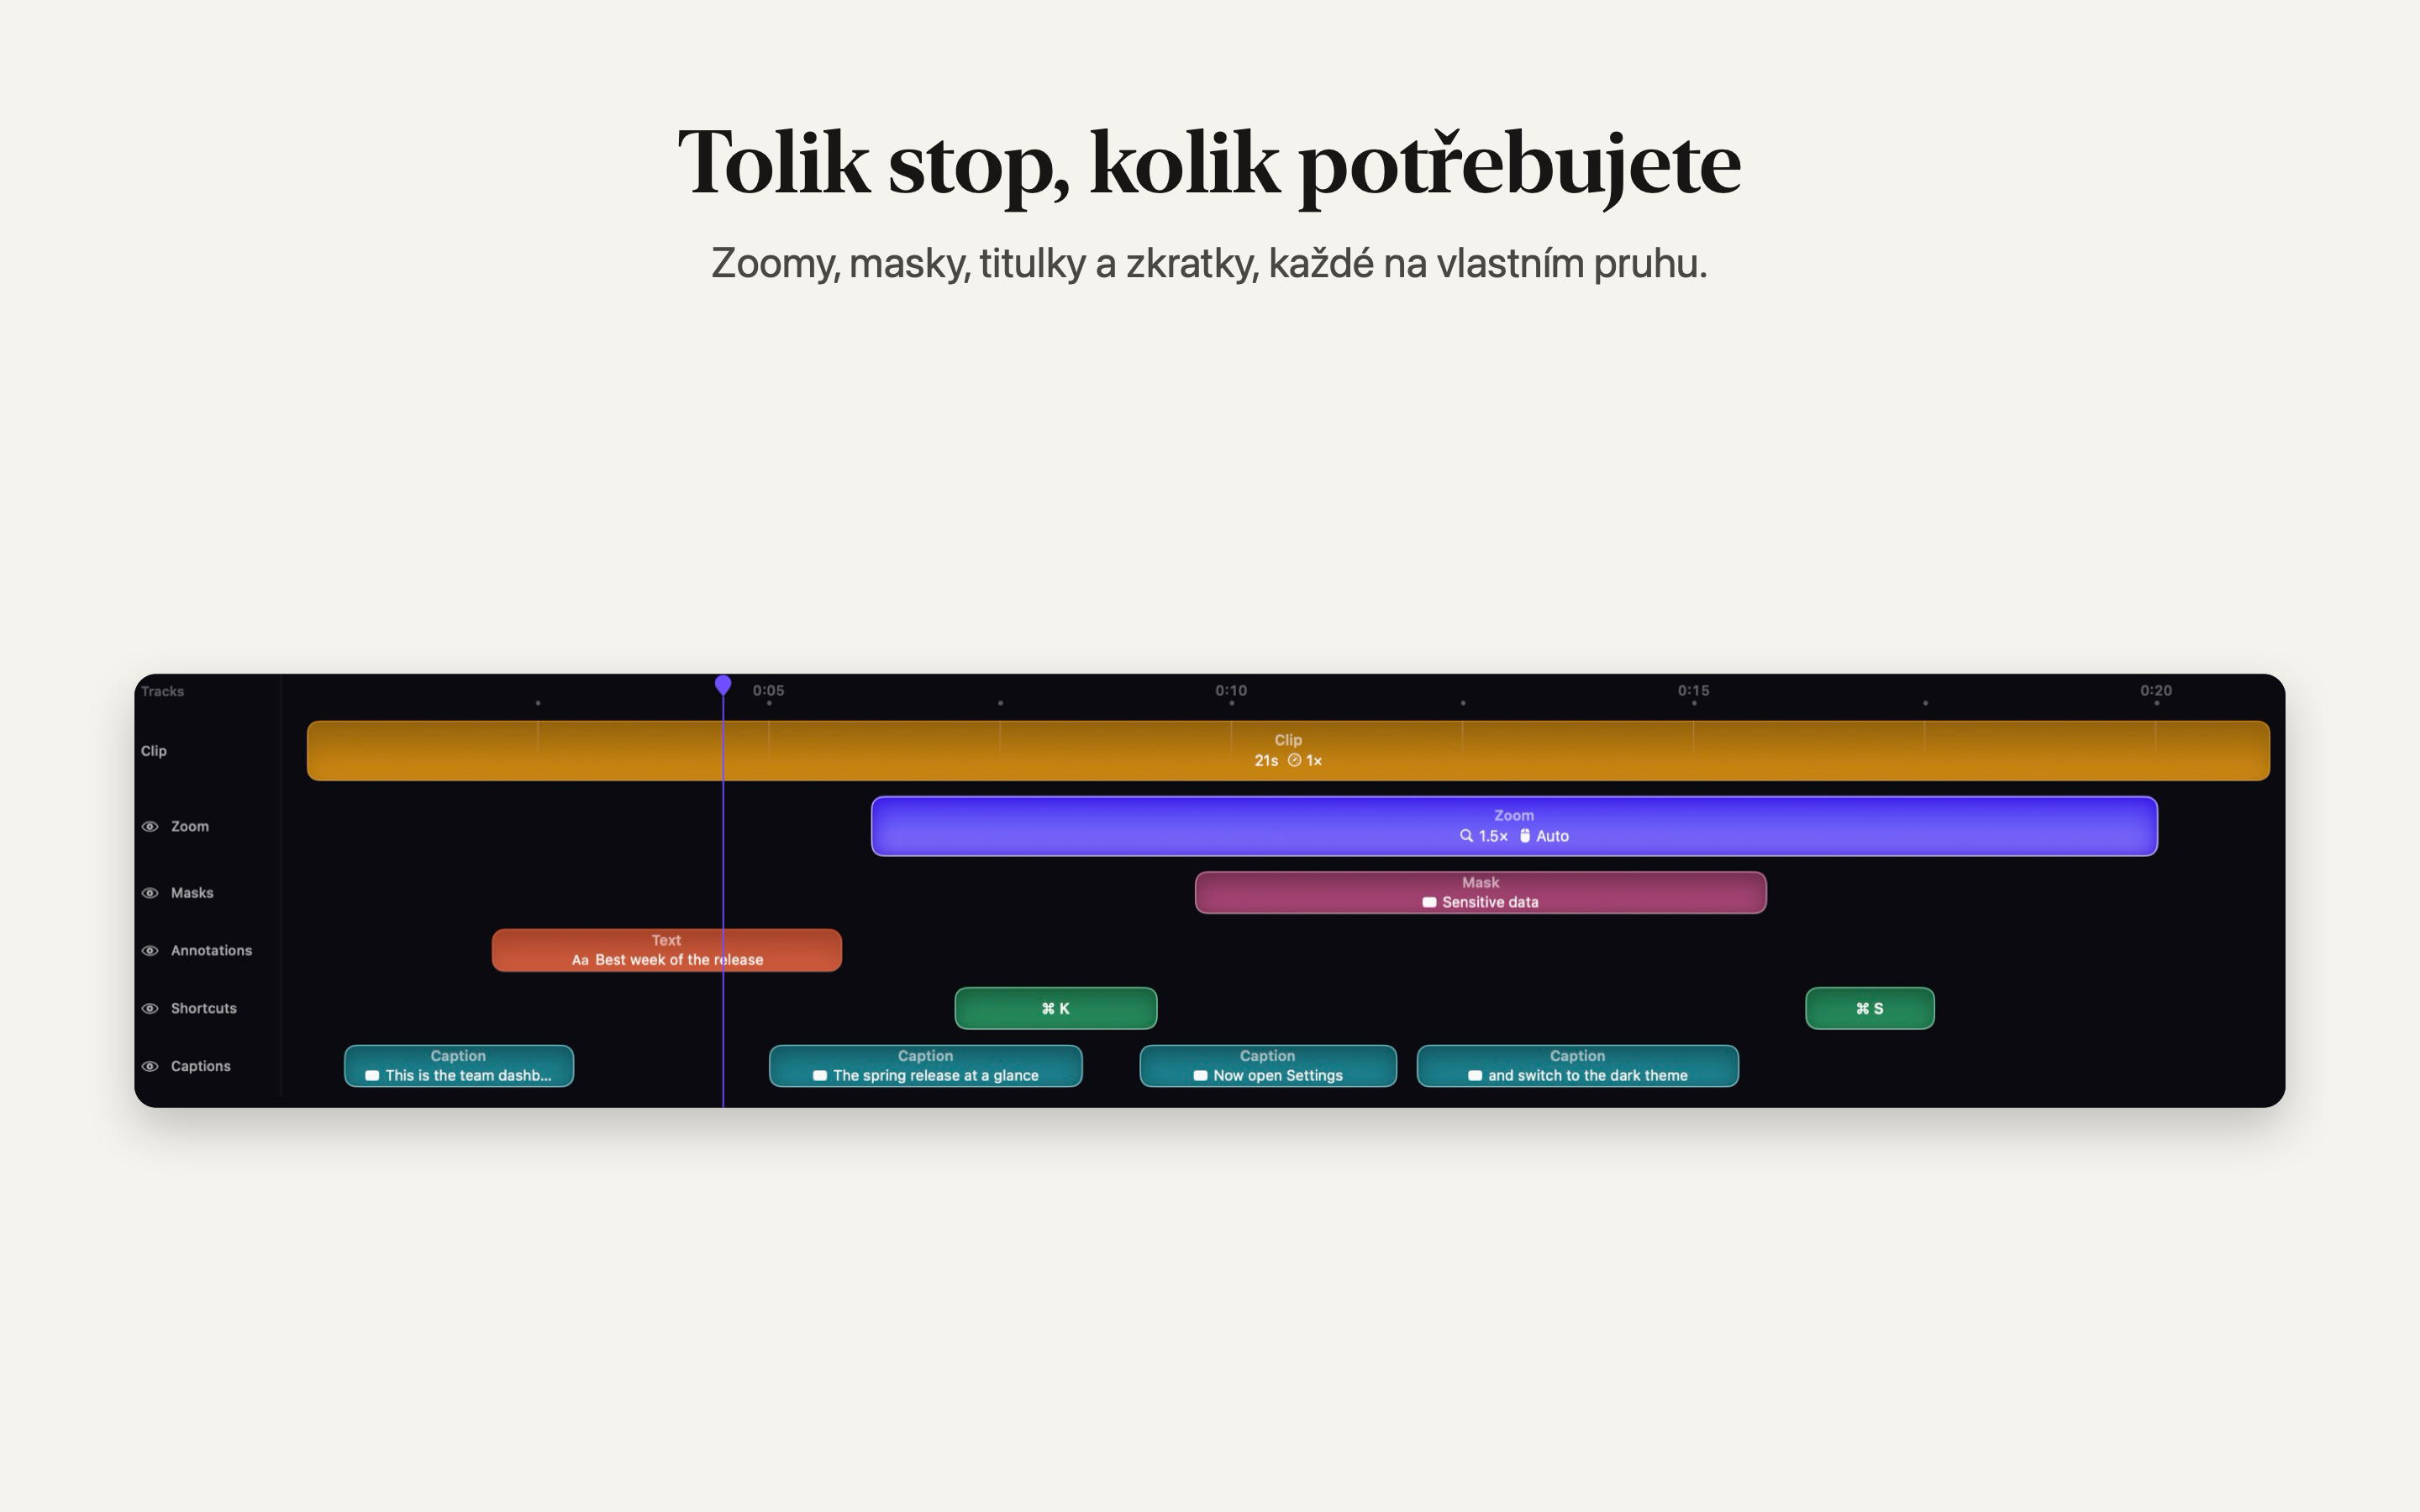 Tolik stop, kolik potřebujete
Zoomy, masky, titulky a zkratky, každé na vlastním pruhu.
Tracks
0:05
0:10
0:15
0:20
Clip
Clip
21s 1×
Zoom
Zoom
1.5× Auto
Masks
Mask
Sensitive data
Annotations
Text
Aa Best week of the release
Shortcuts
⌘ K
⌘ S
Captions
Caption
This is the team dashb...
Caption
The spring release at a glance
Caption
Now open Settings
Caption
and switch to the dark theme